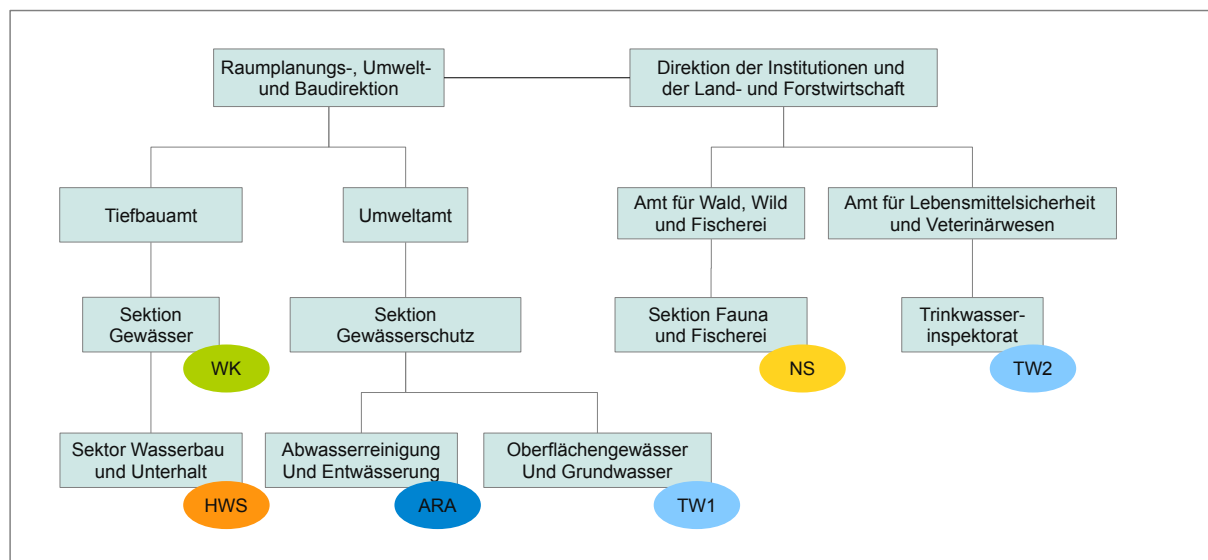 Raumplanungs-, Umwelt-
und Baudirektion
Direktion der Institutionen und
der Land- und Forstwirtschaft
Tiefbauamt
Umweltamt
Amt für Wald, Wild
und Fischerei
Amt für Lebensmittelsicherheit
und Veterinärwesen
Sektion
Gewässer
WK
Sektion
Gewässerschutz
Sektion Fauna
und Fischerei
NS
Trinkwasser-
inspektorat
TW2
Sektor Wasserbau
und Unterhalt
HWS
Abwasserreinigung
Und Entwässerung
ARA
Oberflächengewässer
Und Grundwasser
TW1